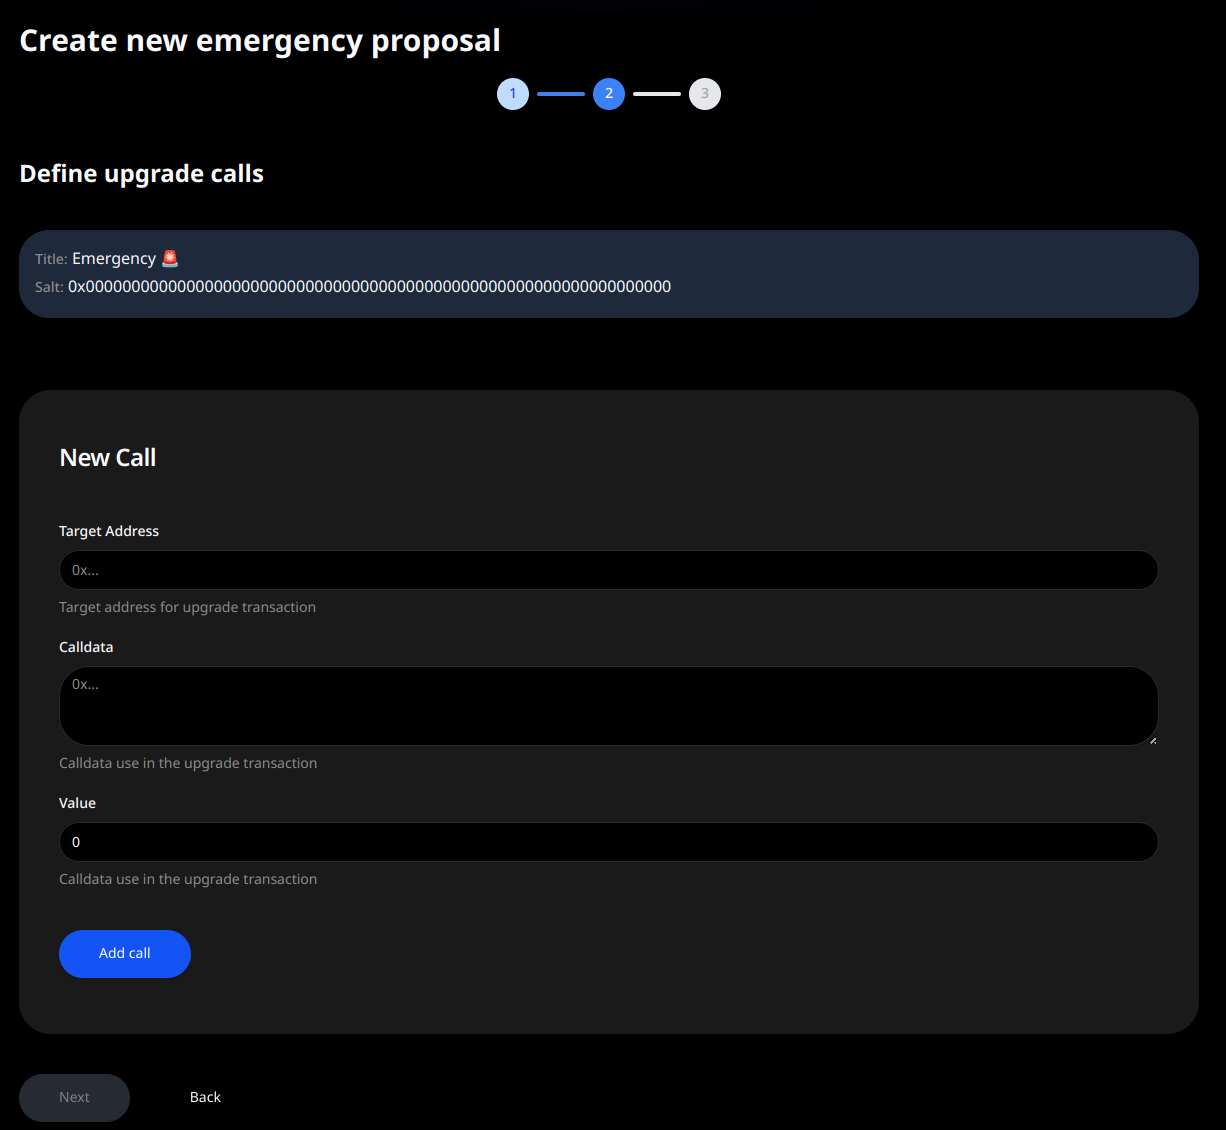 Create new emergency proposal
1 2 3
Define upgrade calls
Title: Emergency 🚨
Salt: 0x0000000000000000000000000000000000000000000000000000000000000000
New Call
Target Address
0x...
Target address for upgrade transaction
Calldata
0x...
Calldata use in the upgrade transaction
Value
0
Calldata use in the upgrade transaction
Add call
Next Back